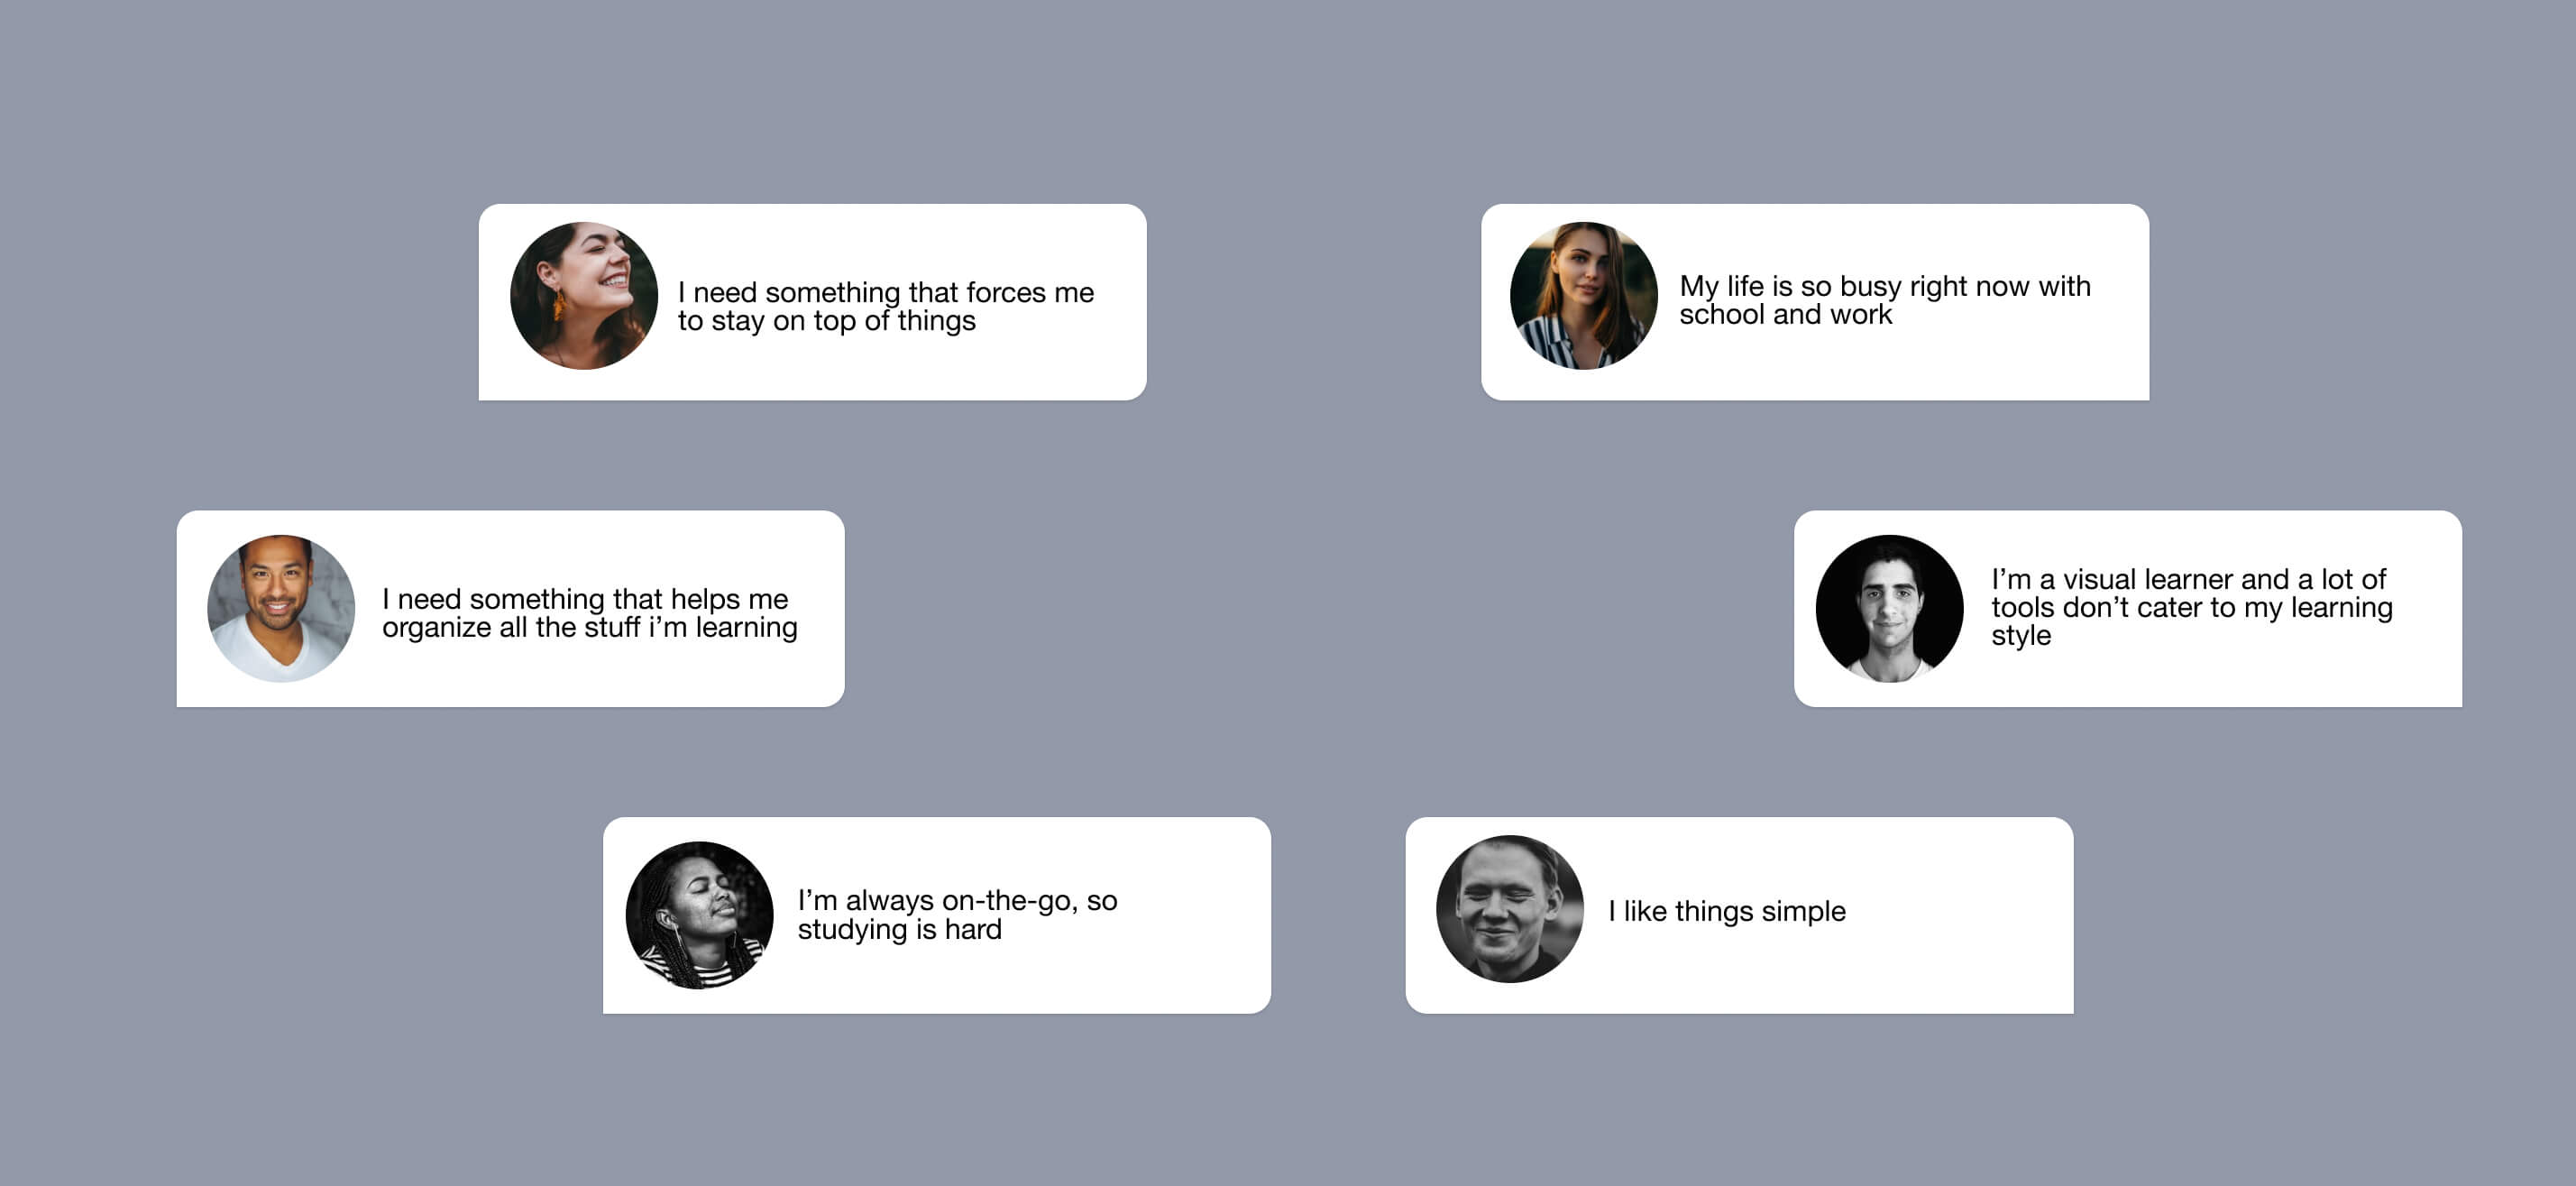 I need something that forces me
to stay on top of things
My life is so busy right now with
school and work
I need something that helps me
organize all the stuff i’m learning
I’m a visual learner and a lot of
tools don’t cater to my learning
style
I’m always on-the-go, so
studying is hard
I like things simple